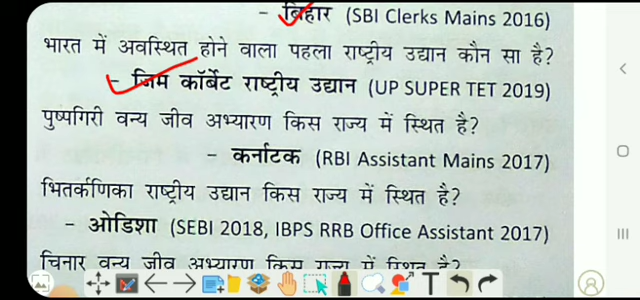 – बिहार (SBI Clerks Mains 2016)
भारत में अवस्थित होने वाला पहला राष्ट्रीय उद्यान कौन सा है?
– जिम कॉर्बेट राष्ट्रीय उद्यान (UP SUPER TET 2019)
पुष्पगिरी वन्य जीव अभ्यारण किस राज्य में स्थित है?
– कर्नाटक (RBI Assistant Mains 2017)
भितर्कणिका राष्ट्रीय उद्यान किस राज्य में स्थित है?
– ओडिशा (SEBI 2018, IBPS RRB Office Assistant 2017)
चिनार वन्य जीव अभ्यारण किस राज्य में स्थित है?